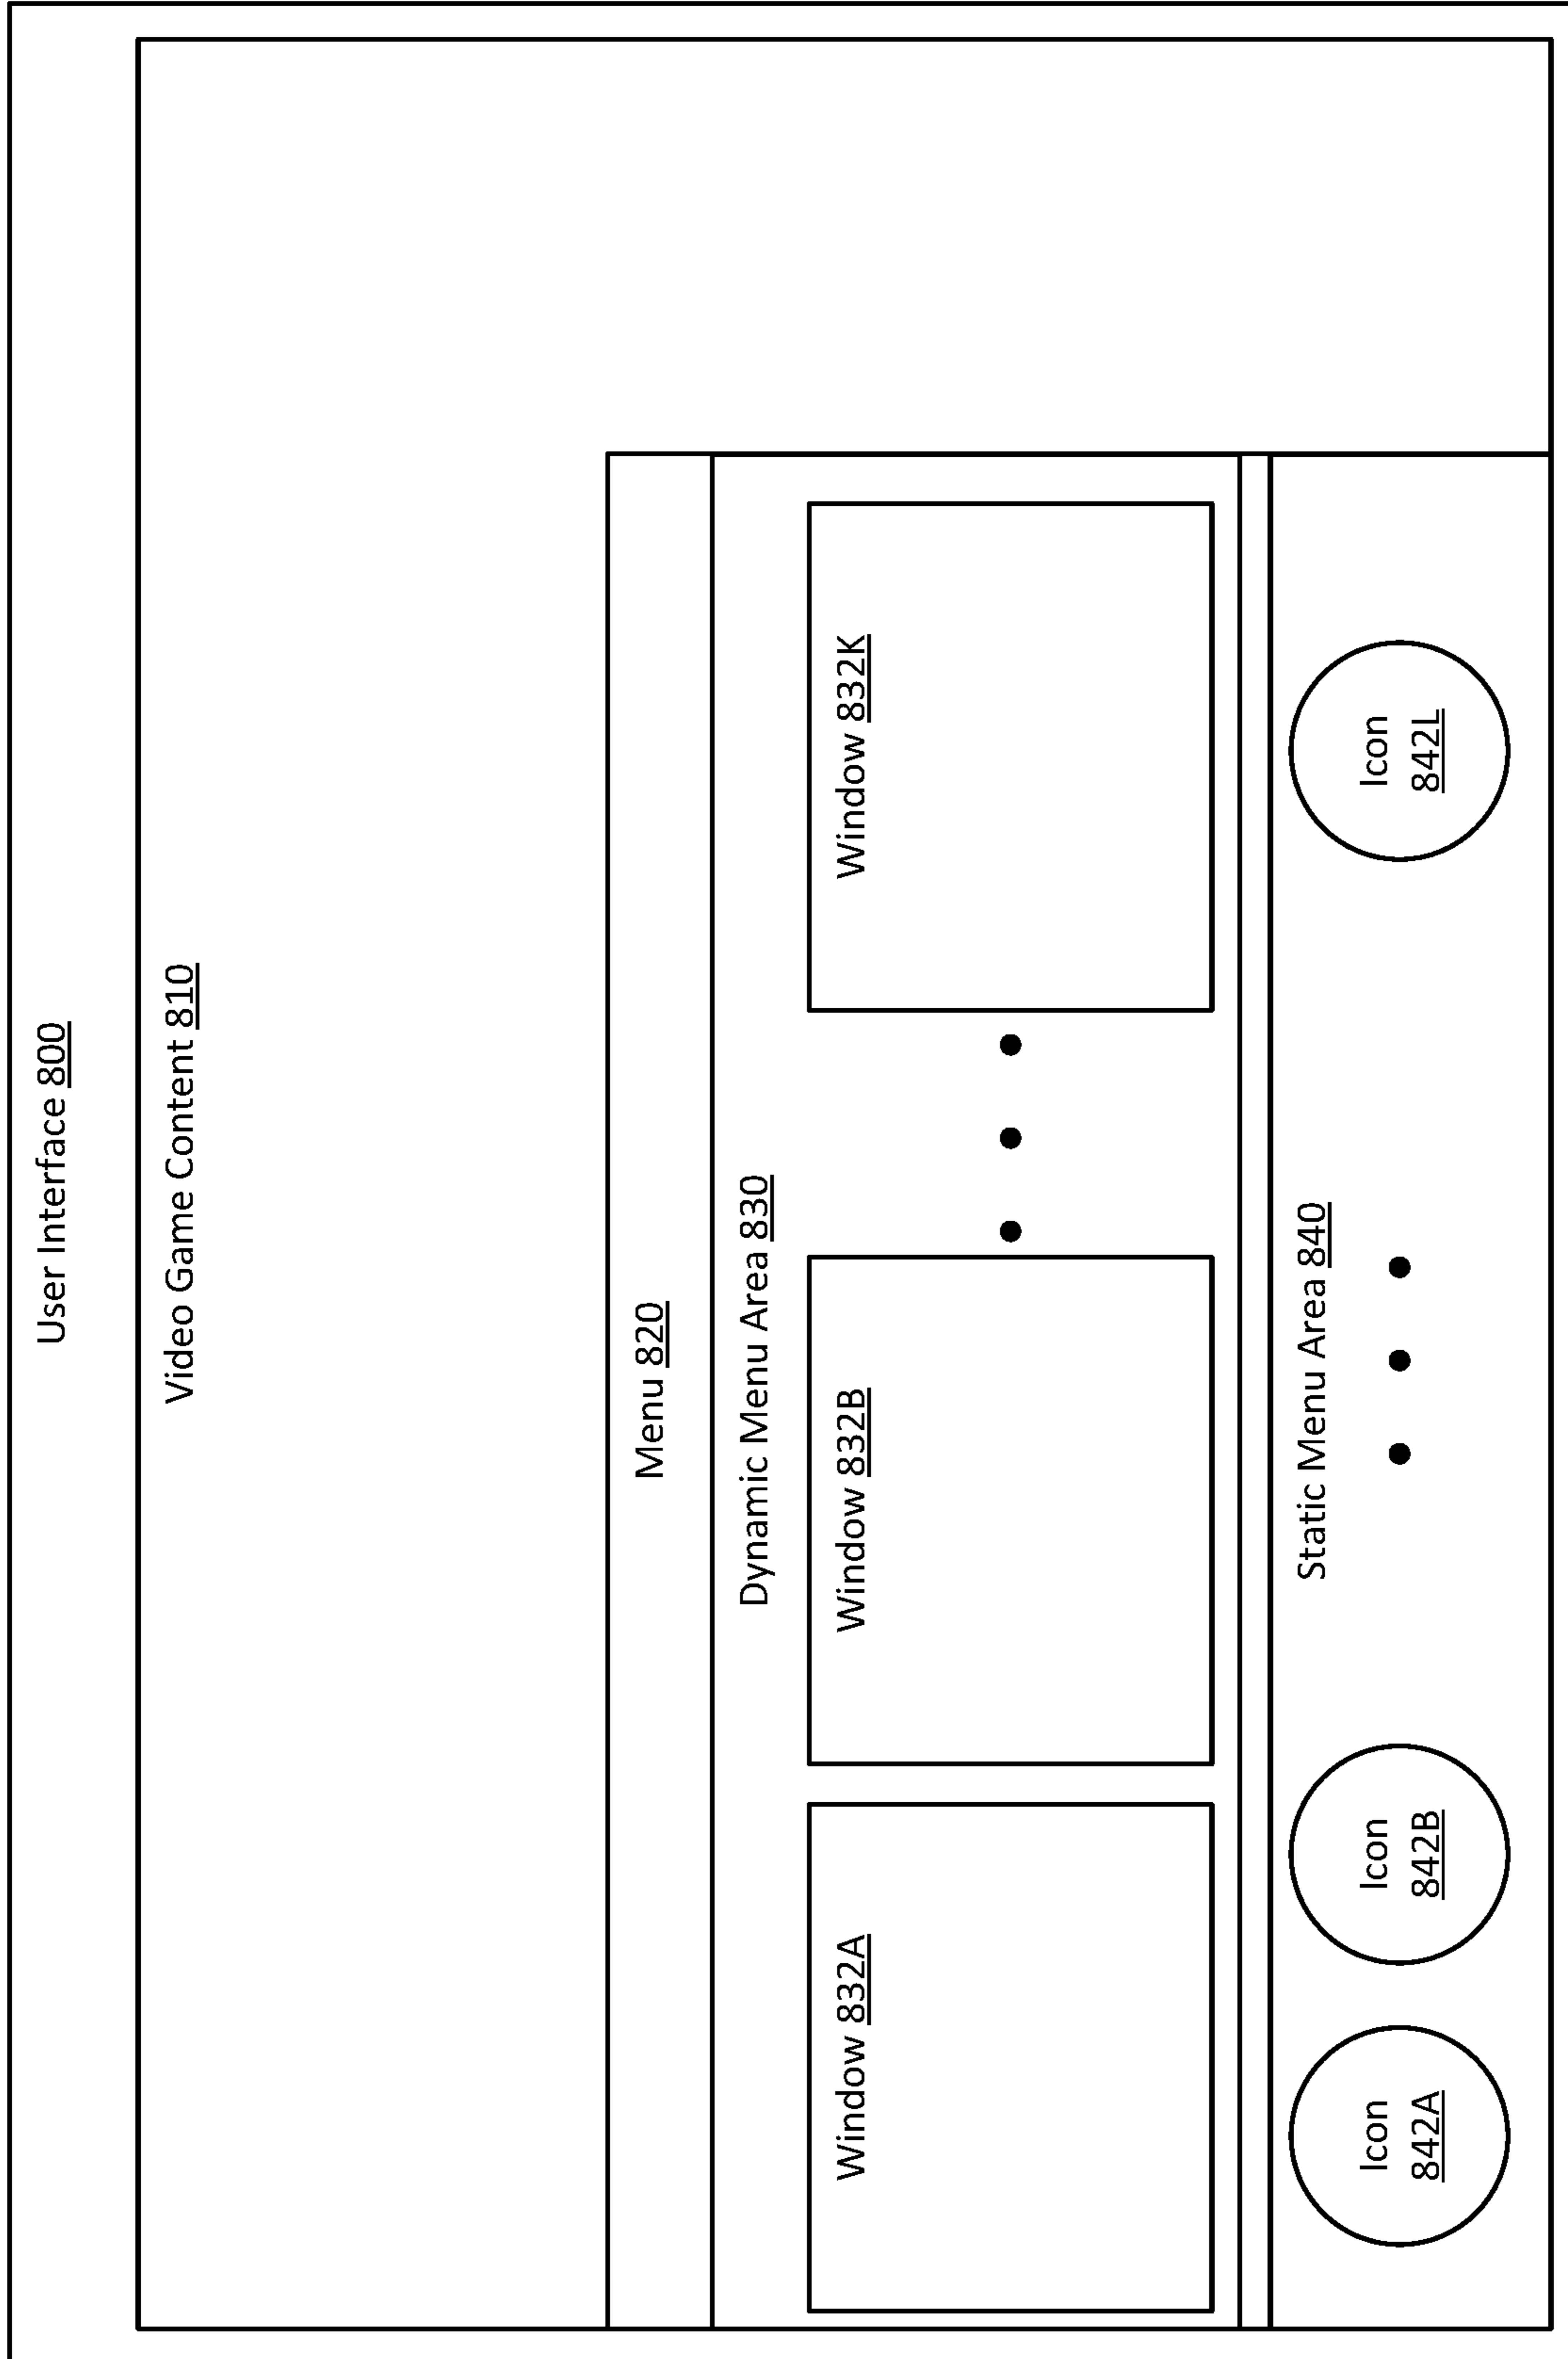 User Interface 800
Video Game Content 810
Menu 820
Dynamic Menu Area 830
Window 832A
Window 832B
Window 832K
Static Menu Area 840
Icon
842A
Icon
842B
Icon
842L